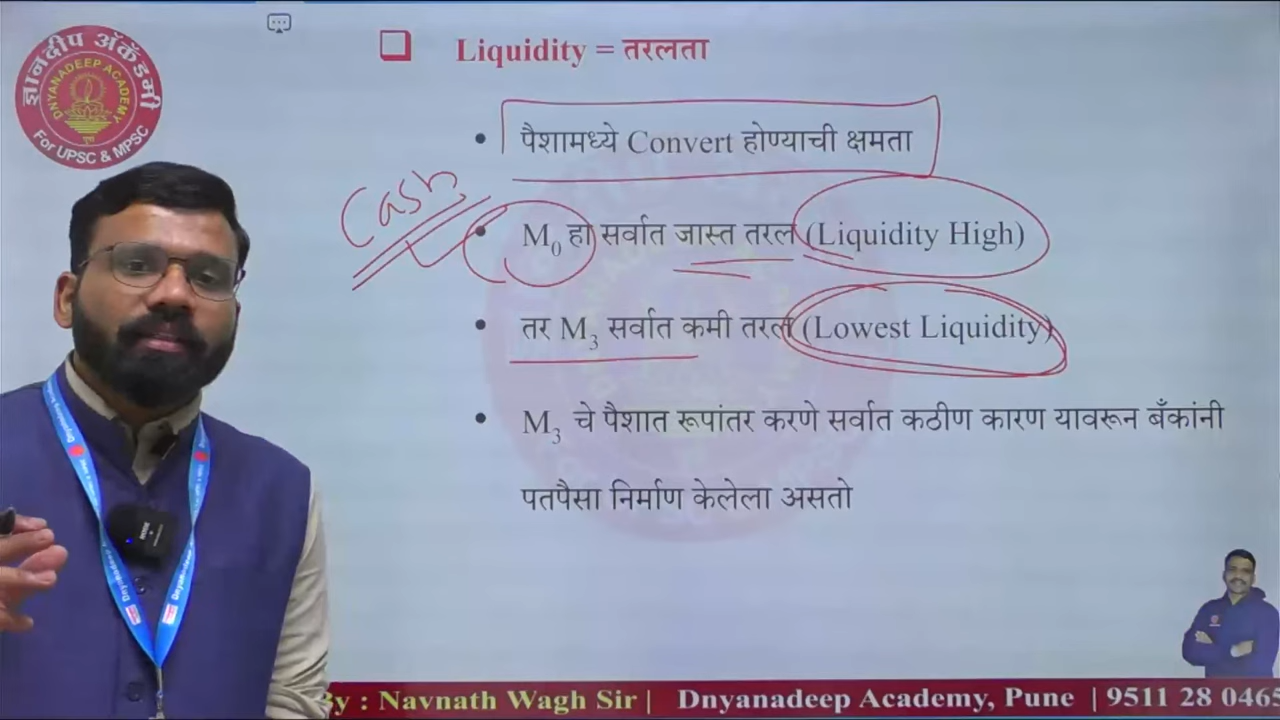 ज्ञानदीप ॲकॅडमी
DNYANADEEP ACADEMY
पुणे
For UPSC & MPSC
❑ Liquidity = तरलता
• पैशामध्ये Convert होण्याची क्षमता
Cash
• M₀ हा सर्वात जास्त तरल (Liquidity High)
• तर M₃ सर्वात कमी तरल (Lowest Liquidity)
• M₃ चे पैशात रूपांतर करणे सर्वात कठीण कारण यावरून बँकांनी
पतपैसा निर्माण केलेला असतो
By : Navnath Wagh Sir | Dnyanadeep Academy, Pune | 9511 28 0465